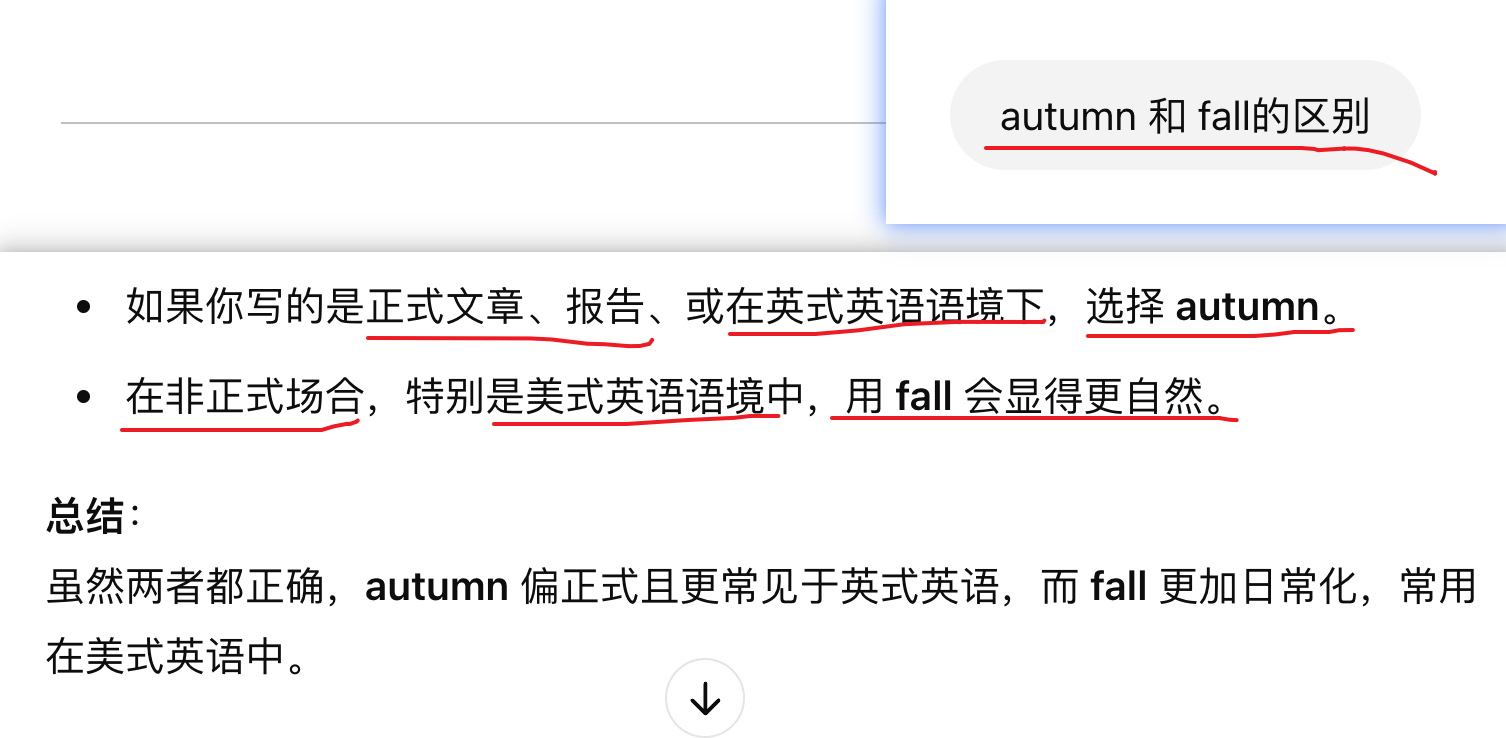 autumn 和 fall的区别
• 如果你写的是正式文章、报告、或在英式英语语境下，选择 autumn。
• 在非正式场合，特别是美式英语语境中，用 fall 会显得更自然。
总结：
虽然两者都正确，autumn 偏正式且更常见于英式英语，而 fall 更加日常化，常用
在美式英语中。